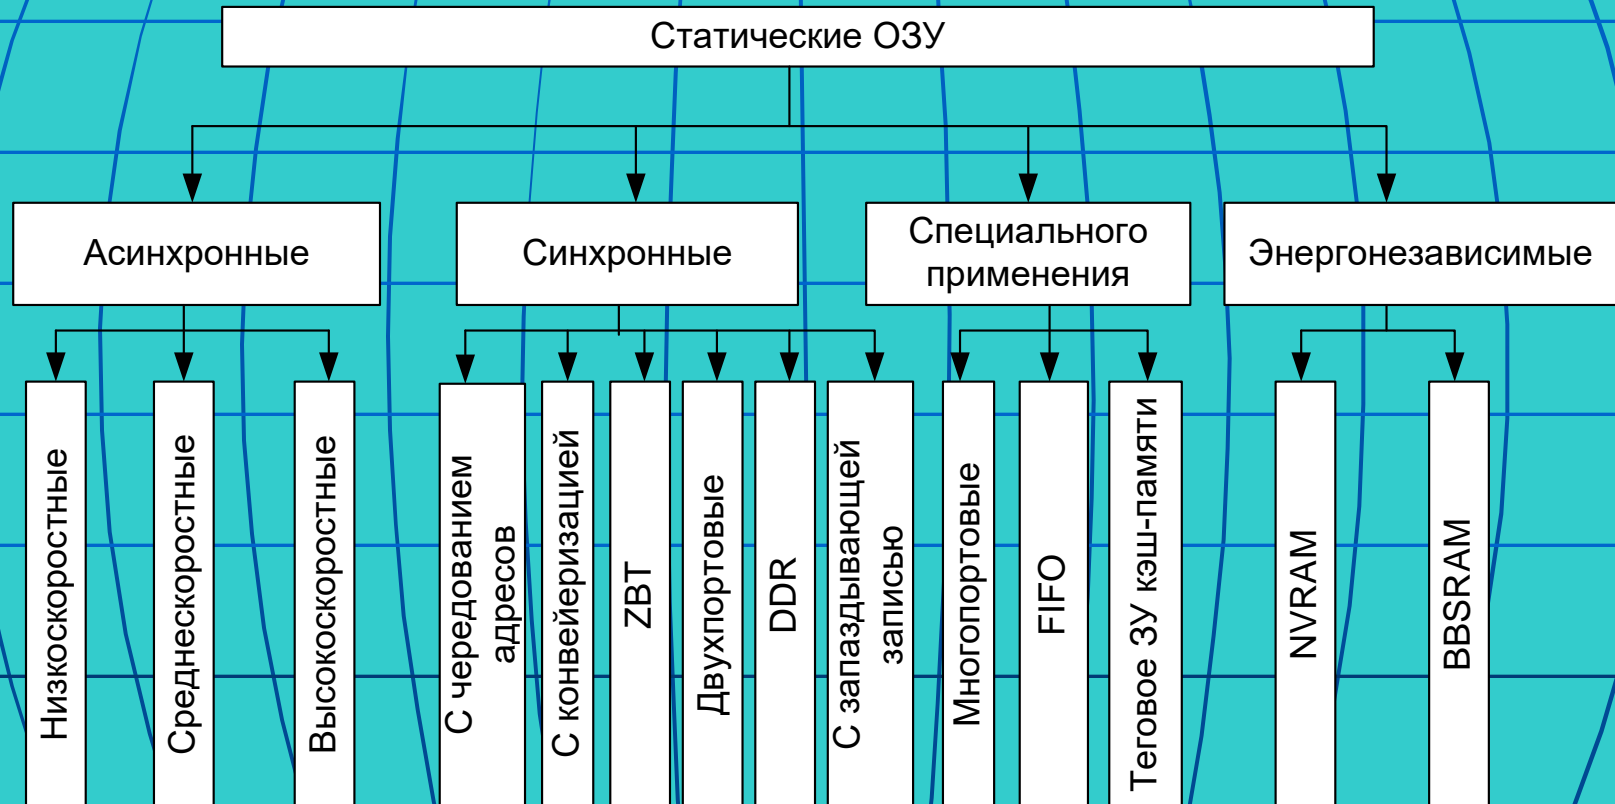 Статические ОЗУ
Асинхронные
Синхронные
Специального
применения
Энергонезависимые
Низкоскоростные
Среднескоростные
Высокоскоростные
С чередованием
адресов
С конвейеризацией
ZBT
Двухпортовые
DDR
С запаздывающей
записью
Многопортовые
FIFO
Теговое ЗУ кэш-памяти
NVRAM
BBSRAM